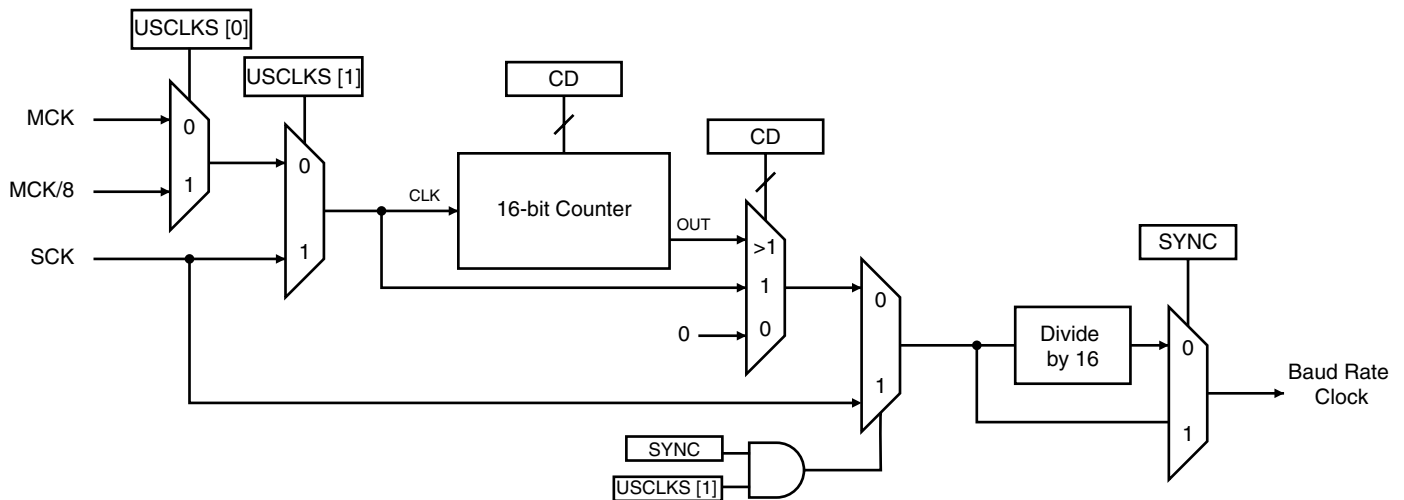 USCLKS [0]
USCLKS [1]
CD
MCK
0
CD
0
MCK/8
1
CLK
16-bit Counter
OUT
SYNC
SCK
1
>1
1
0
0
0
Divide
by 16
0
1
Baud Rate
Clock
1
SYNC
USCLKS [1]